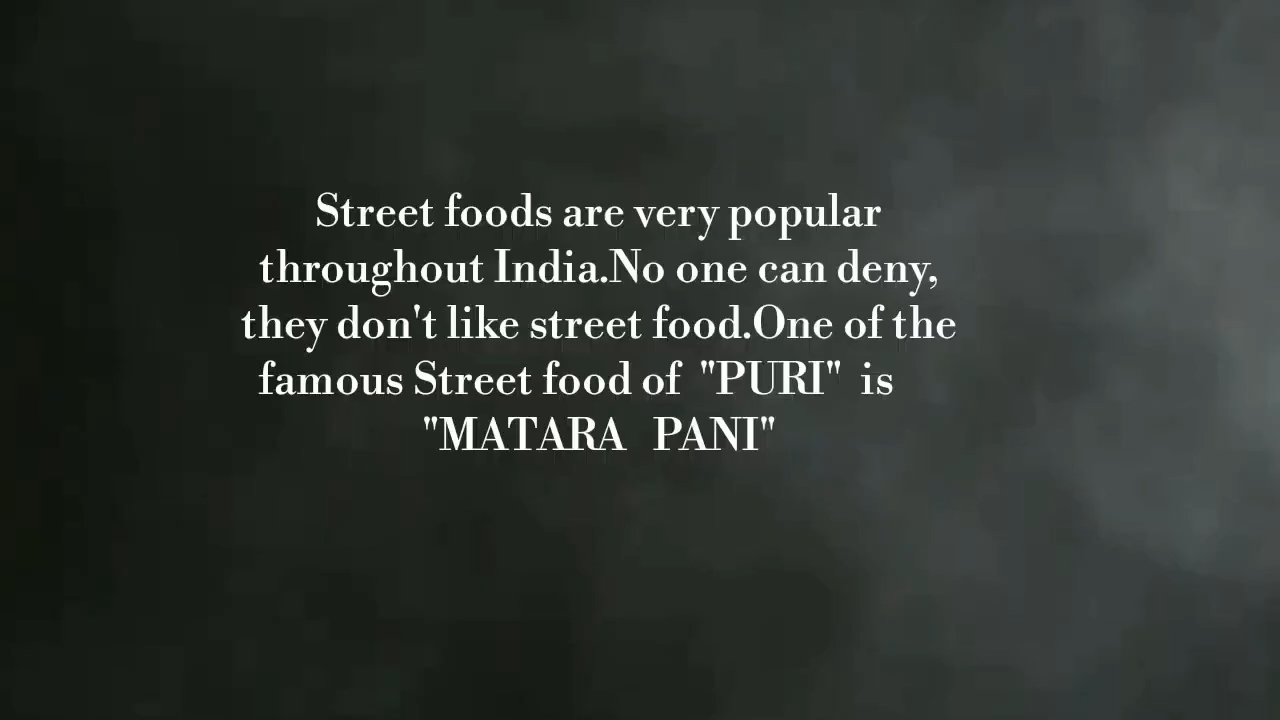 Street foods are very popular
throughout India.No one can deny,
they don't like street food.One of the
famous Street food of "PURI" is
"MATARA PANI"